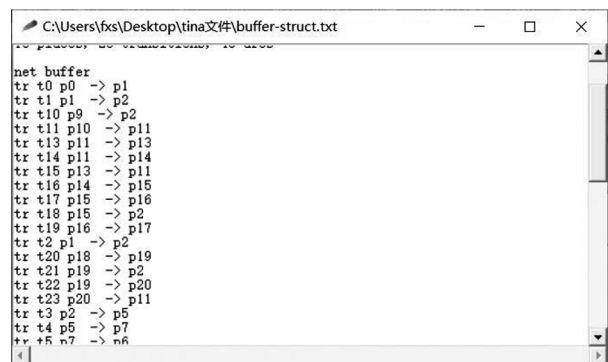 C:\Users\fxs\Desktop\tina文件\buffer-struct.txt
net buffer
tr t0 p0 -> p1
tr t1 p1 -> p2
tr t10 p9 -> p2
tr t11 p10 -> p11
tr t13 p11 -> p13
tr t14 p11 -> p14
tr t15 p13 -> p11
tr t16 p14 -> p15
tr t17 p15 -> p16
tr t18 p15 -> p2
tr t19 p16 -> p17
tr t2 p1 -> p2
tr t20 p18 -> p19
tr t21 p19 -> p2
tr t22 p19 -> p20
tr t23 p20 -> p11
tr t3 p2 -> p5
tr t4 p5 -> p7
tr t5 p7 -> p6